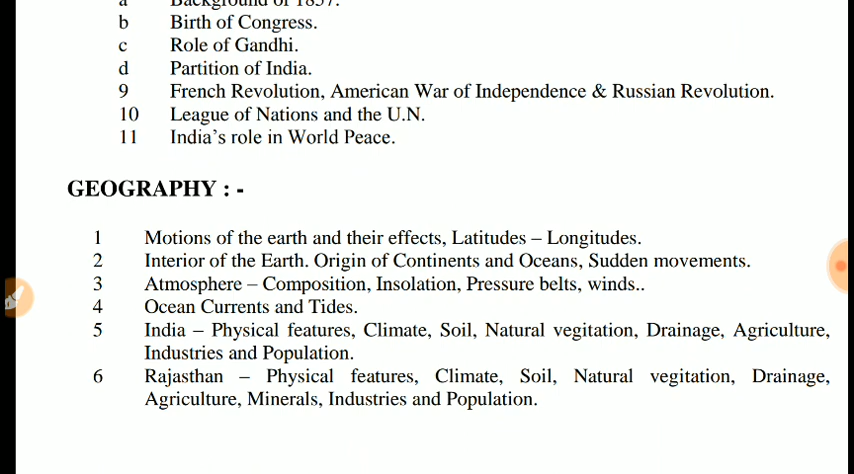 a Background of 1857.
b Birth of Congress.
c Role of Gandhi.
d Partition of India.
9 French Revolution, American War of Independence & Russian Revolution.
10 League of Nations and the U.N.
11 India's role in World Peace.
GEOGRAPHY : -
1 Motions of the earth and their effects, Latitudes – Longitudes.
2 Interior of the Earth. Origin of Continents and Oceans, Sudden movements.
3 Atmosphere – Composition, Insolation, Pressure belts, winds..
4 Ocean Currents and Tides.
5 India – Physical features, Climate, Soil, Natural vegitation, Drainage, Agriculture,
Industries and Population.
6 Rajasthan – Physical features, Climate, Soil, Natural vegitation, Drainage,
Agriculture, Minerals, Industries and Population.